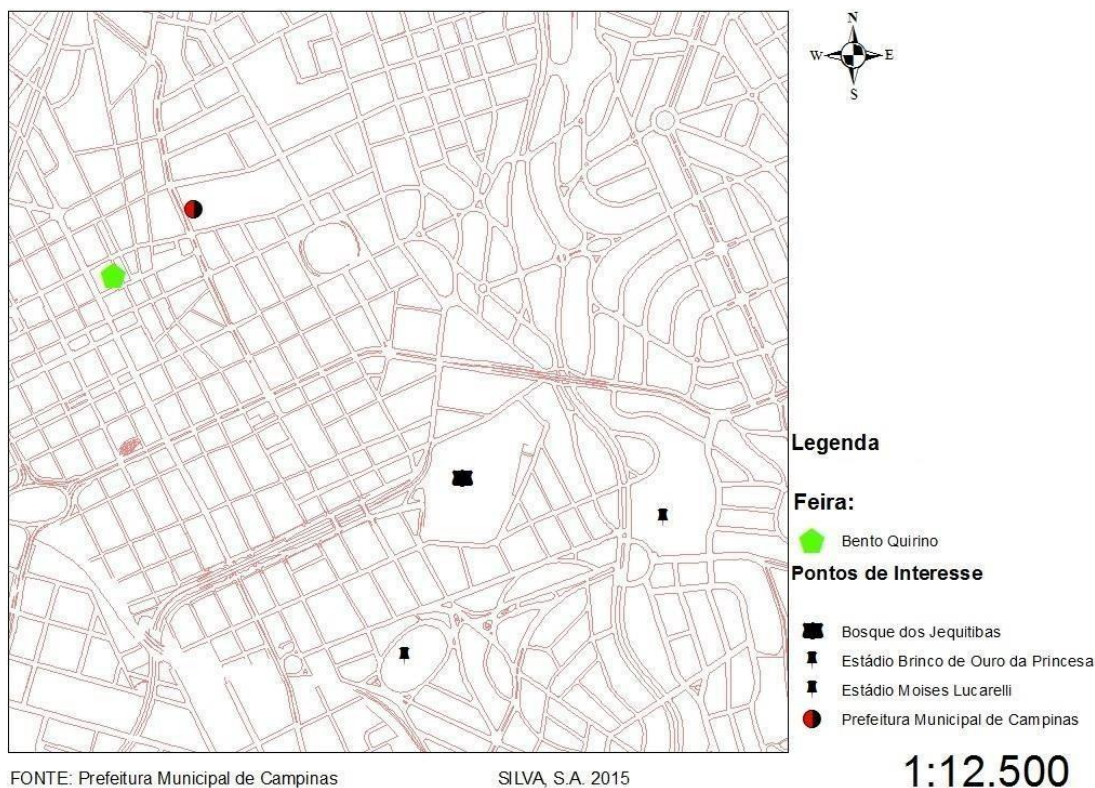 N
W E
S
Legenda
Feira:
Bento Quirino
Pontos de Interesse
Bosque dos Jequitibas
Estádio Brinco de Ouro da Princesa
Estádio Moises Lucarelli
Prefeitura Municipal de Campinas
FONTE: Prefeitura Municipal de Campinas SILVA, S.A. 2015 1:12.500